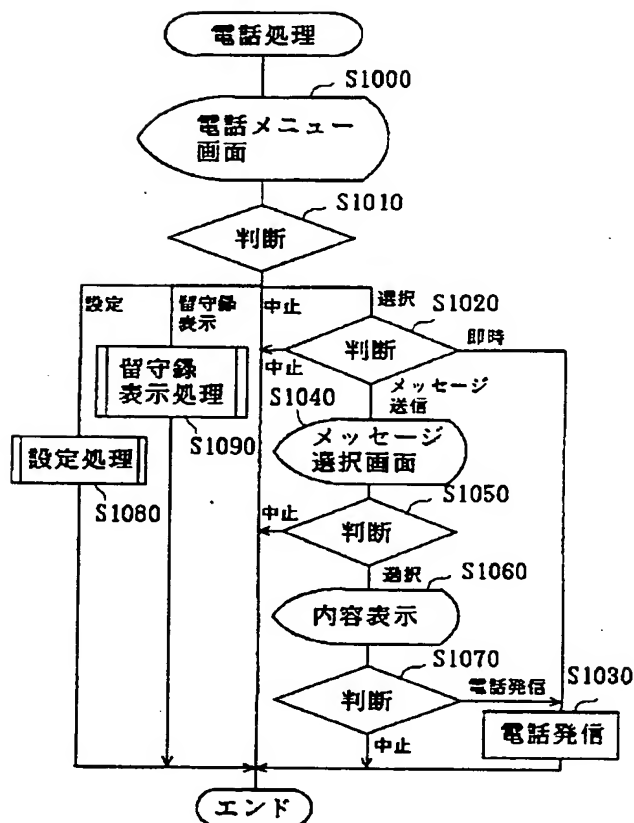 電話処理
S1000
電話メニュー
画面
S1010
判断
設定
留守録
表示
中止
選択
S1020
判断
即時
中止
メッセージ
送信
留守録
表示処理
S1090
S1040
メッセージ
選択画面
設定処理
S1080
S1050
判断
中止
選択
S1060
内容表示
S1070
判断
電話発信
S1030
電話発信
中止
エンド